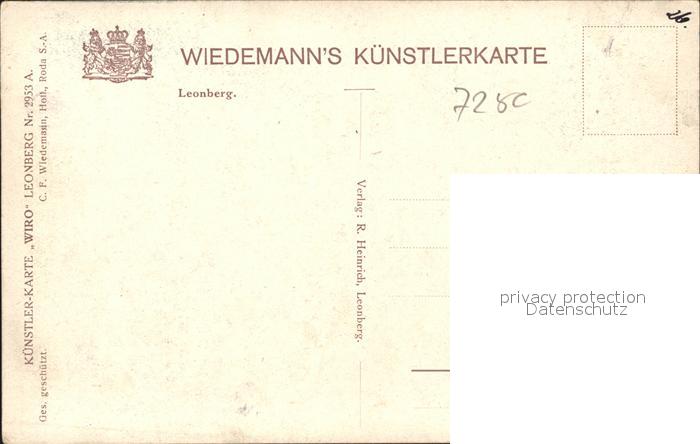 WIEDEMANN'S KÜNSTLERKARTE
Leonberg.
7280
KÜNSTLER-KARTE „WIRO“ LEONBERG Nr. 2953 A.
C. F. Wiedemann, Hofl., Roda S.-A.
Ges. geschützt.
Verlag: R. Heinrich, Leonberg.
privacy protection
Datenschutz